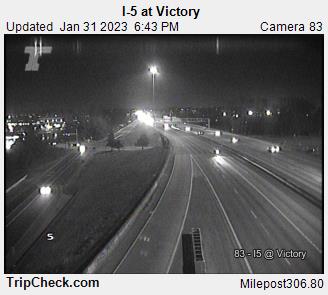 I-5 at Victory
Updated Jan 31 2023 6:43 PM
Camera 83
T
S
83 - I5 @ Victory
TripCheck.com
Milepost306.80